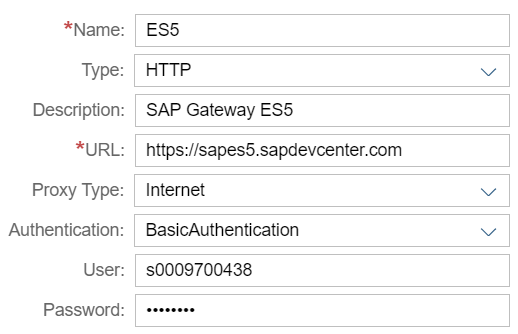 *Name: ES5
Type: HTTP
Description: SAP Gateway ES5
*URL: https://sapes5.sapdevcenter.com
Proxy Type: Internet
Authentication: BasicAuthentication
User: s0009700438
Password: ••••••••